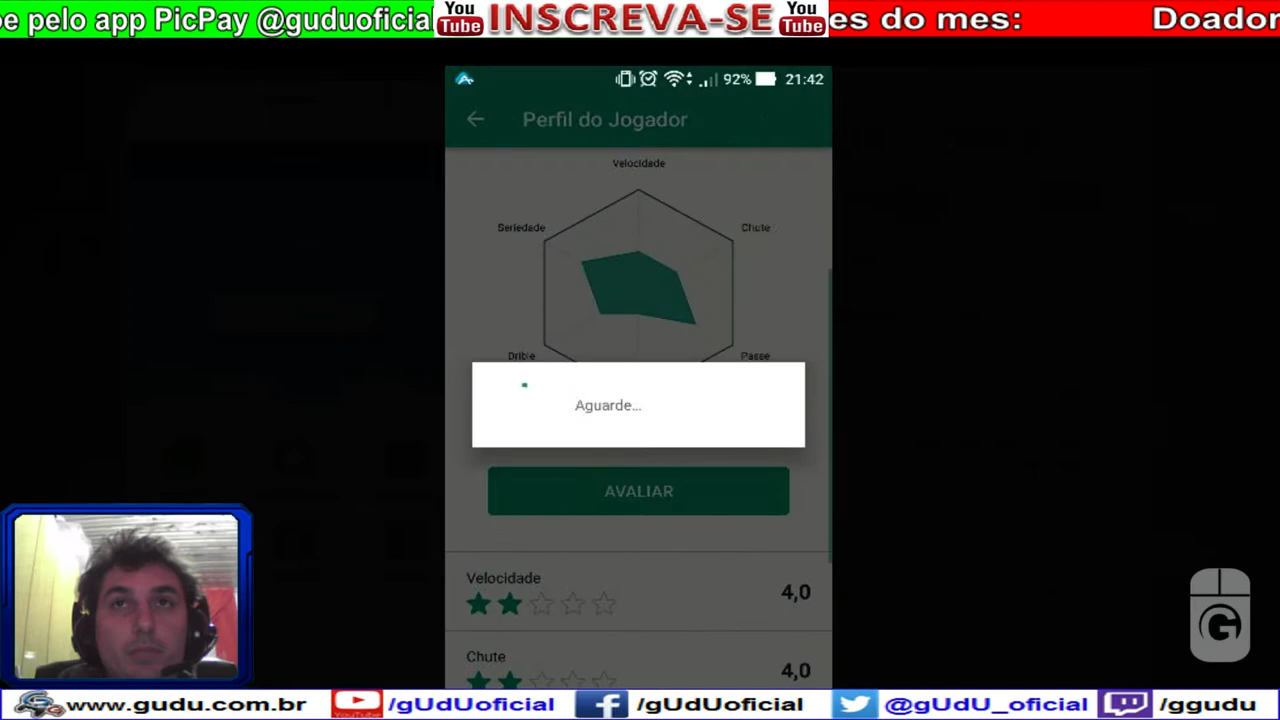 be pelo app PicPay @guduoficial
You Tube INSCREVA-SE You Tube
es do mes: Doador
92% 21:42
Perfil do Jogador
Velocidade
Seriedade
Chute
Drible
Passe
Aguarde...
AVALIAR
Velocidade
4,0
Chute
4,0
G
www.gudu.com.br
YouTube /gUdUoficial
/gUdUoficial
@gUdU_oficial
/ggudu